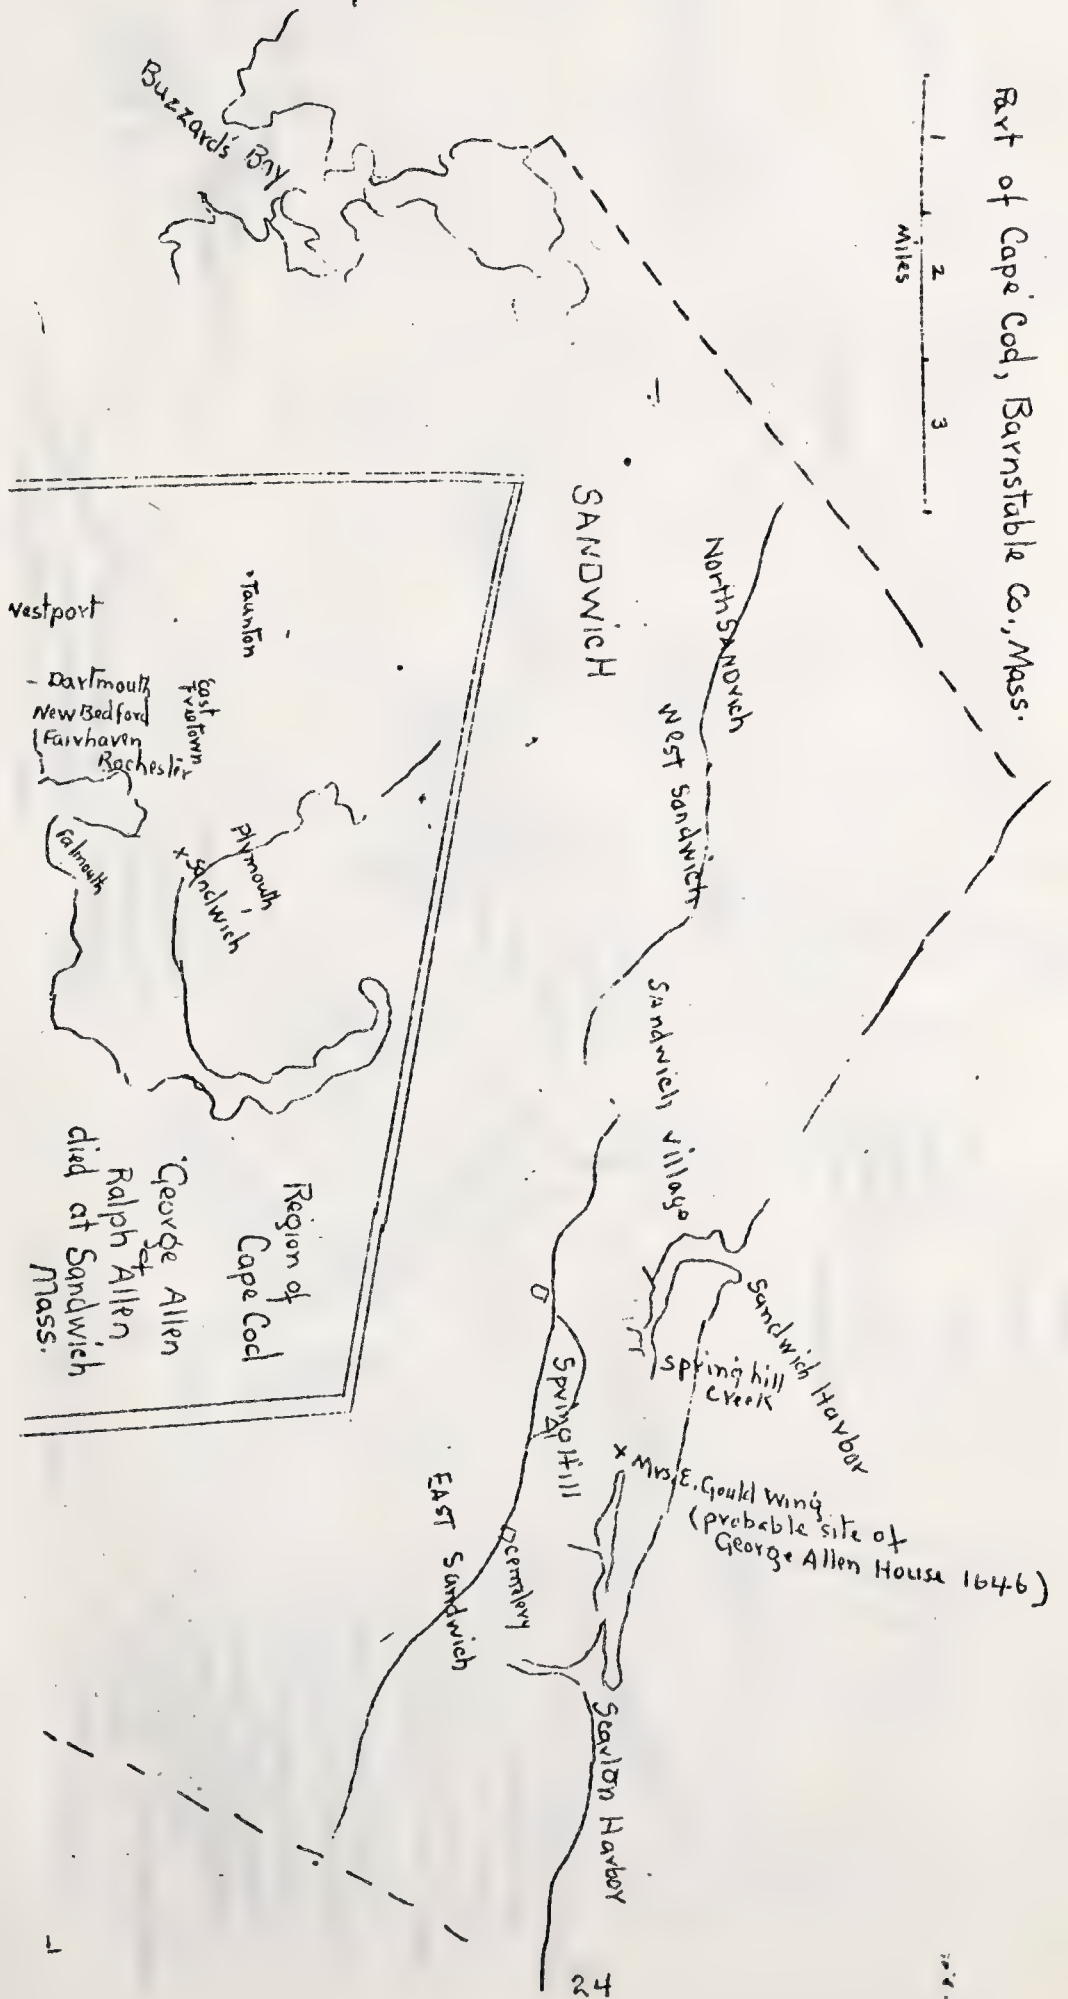 Part of Cape Cod, Barnstable Co., Mass.
1 2 3
Miles
Buzzard's Bay
SANDWICH
North SANDWICH
West Sandwich
Sandwich village
Sandwich Harbor
Spring hill
Creek
Spring Hill
x Mrs. E. Gould Wing
(probable site of
George Allen House 1646)
cemetery
EAST Sandwich
Scorton Harbor
Taunton
Westport
Dartmouth
New Bedford
Fairhaven
Rochester
East
Freetown
Plymouth
x Sandwich
Falmouth
Region of
Cape Cod
George Allen
&
Ralph Allen
died at Sandwich
Mass.
24